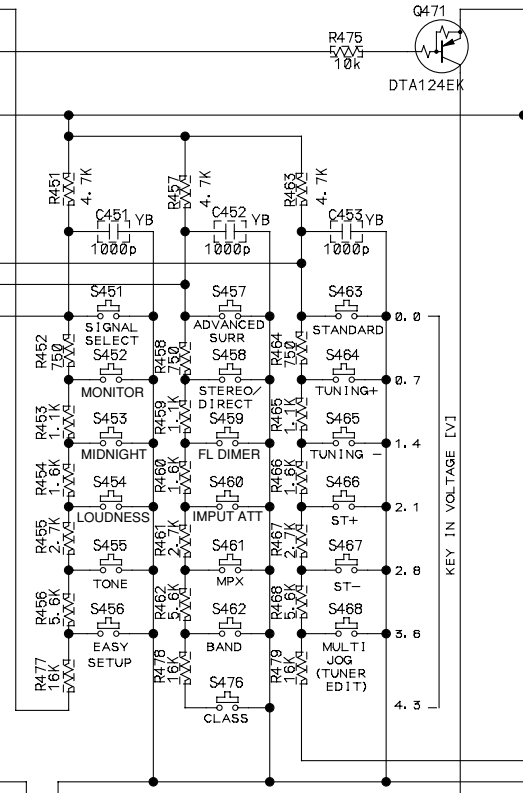 Q471
R475
10k
DTA124EK
R451 4.7K
R457 4.7K
R463 4.7K
C451 YB
1000p
C452 YB
1000p
C453 YB
1000p
S451
SIGNAL
SELECT
S457
ADVANCED
SURR
S463
STANDARD
0.0
R452 750
R458 750
R464 750
S452
MONITOR
S458
STEREO/
DIRECT
S464
TUNING+
0.7
R453 1.1K
R459 1.1K
R465 1.1K
S453
MIDNIGHT
S459
FL DIMER
S465
TUNING -
1.4
R454 1.6K
R460 1.6K
R466 1.6K
S454
LOUDNESS
S460
IMPUT ATT
S466
ST+
2.1
R455 2.7K
R461 2.7K
R467 2.7K
S455
TONE
S461
MPX
S467
ST-
2.8
R456 5.6K
R462 5.6K
R468 5.6K
S456
EASY
SETUP
S462
BAND
S468
MULTI
JOG
(TUNER
EDIT)
3.6
R477 16K
R478 16K
R479 16K
S476
CLASS
4.3
KEY IN VOLTAGE [V]